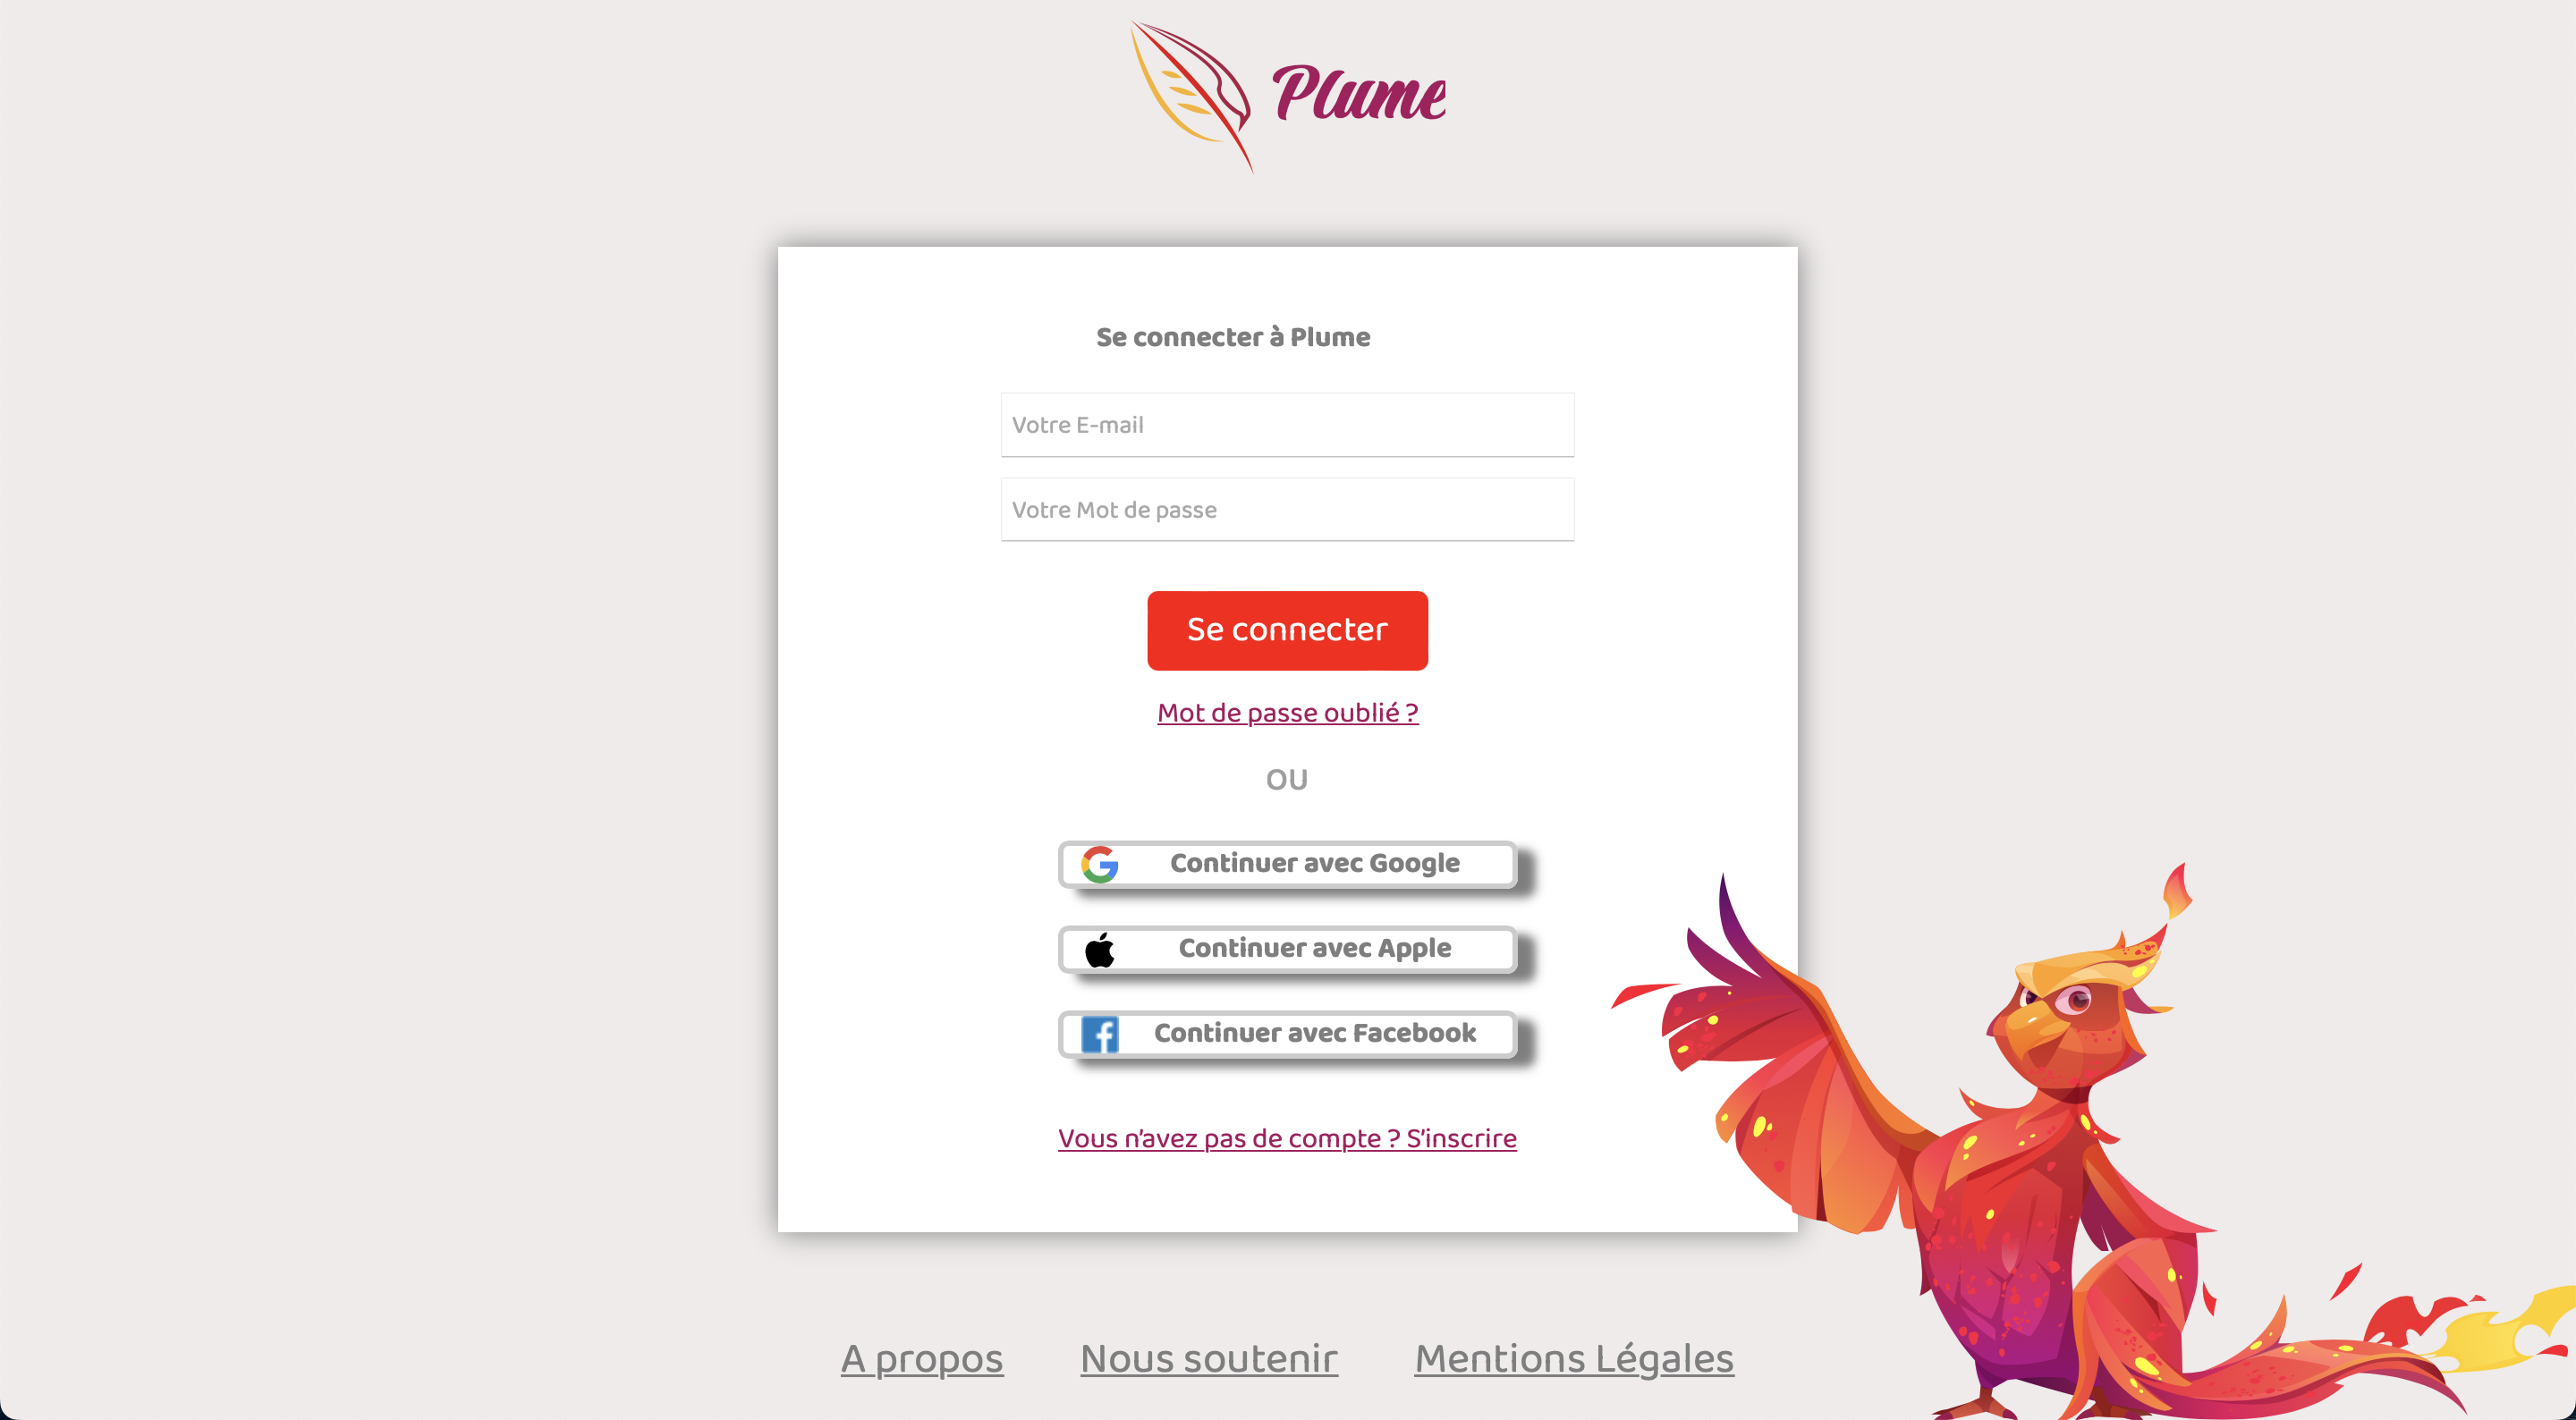 Plume
Se connecter à Plume
Votre E-mail
Votre Mot de passe
Se connecter
Mot de passe oublié ?
OU
Continuer avec Google
Continuer avec Apple
Continuer avec Facebook
Vous n’avez pas de compte ? S’inscrire
A propos Nous soutenir Mentions Légales